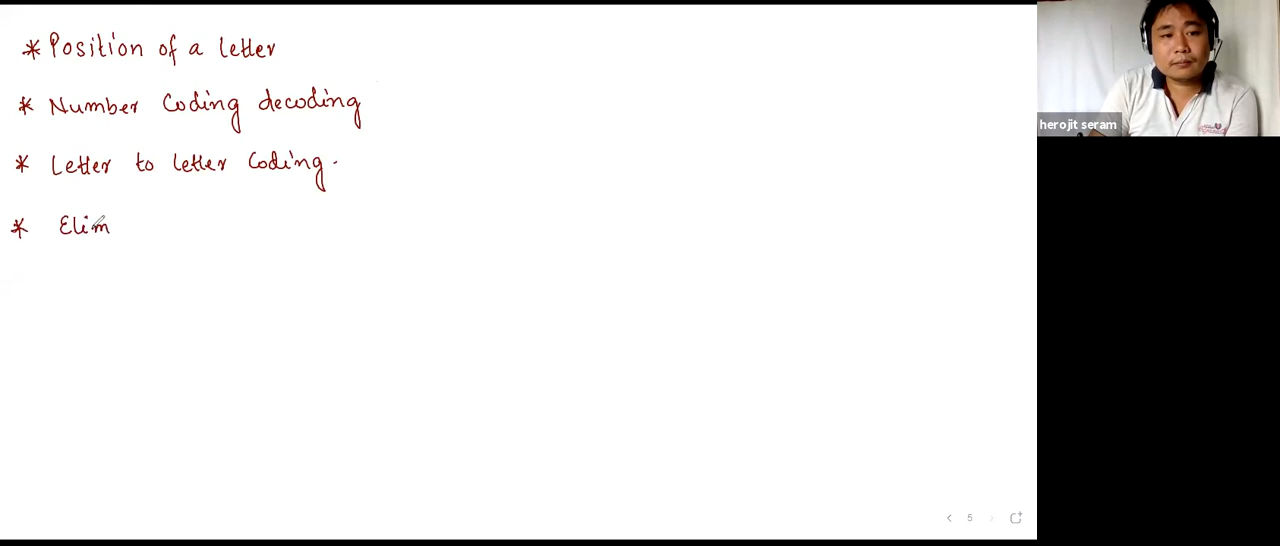 * Position of a letter
* Number Coding decoding
* Letter to letter Coding.
* Elim
herojit seram
5